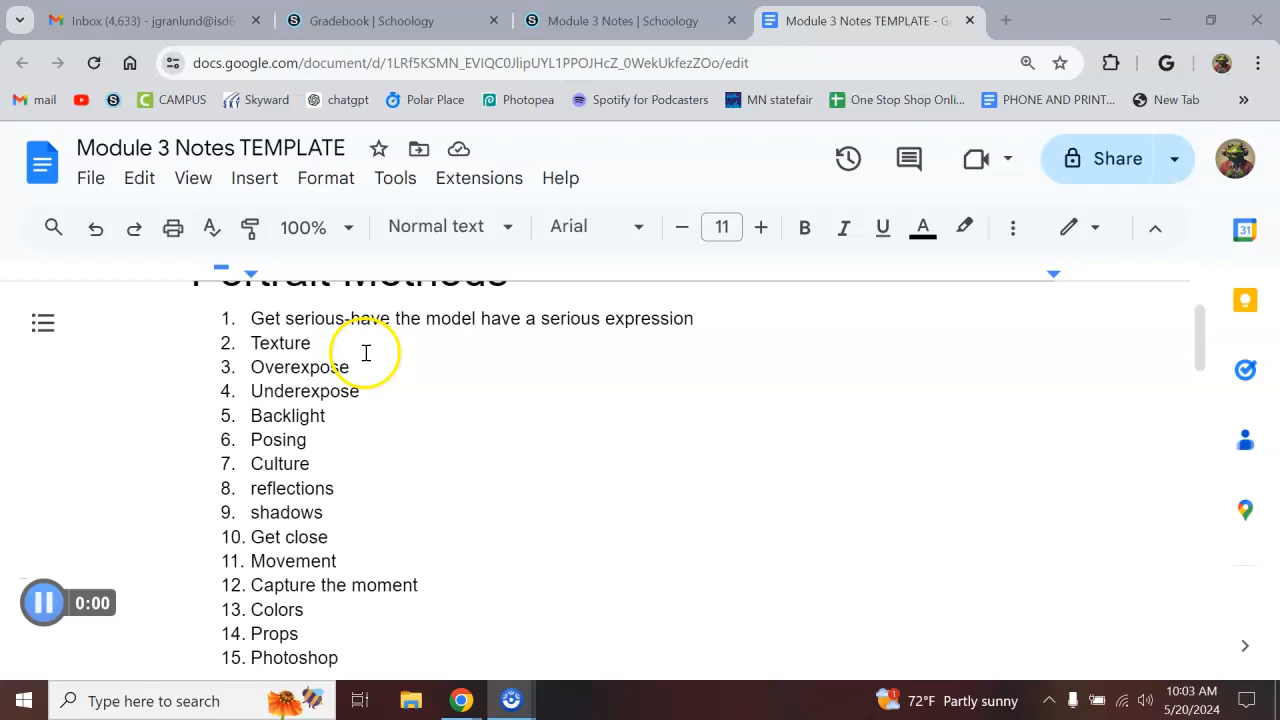 Inbox (4,633) - jgranlund@isd6
Gradebook | Schoology
Module 3 Notes | Schoology
Module 3 Notes TEMPLATE - G
docs.google.com/document/d/
mail
CAMPUS
Skyward
chatgpt
Polar Place
Photopea
Spotify for Podcasters
MN statefair
One Stop Shop Onli...
PHONE AND PRINT...
New Tab
Module 3 Notes TEMPLATE
Share
File Edit View Insert Format Tools Extensions Help
100% Normal text Arial 11 B I U A
31
Portrait Methods
1. Get serious-have the model have a serious expression
2. Texture
3. Overexpose
4. Underexpose
5. Backlight
6. Posing
7. Culture
8. reflections
9. shadows
10. Get close
11. Movement
12. Capture the moment
13. Colors
14. Props
15. Photoshop
0:00
Type here to search
1
72°F Partly sunny
10:03 AM
5/20/2024